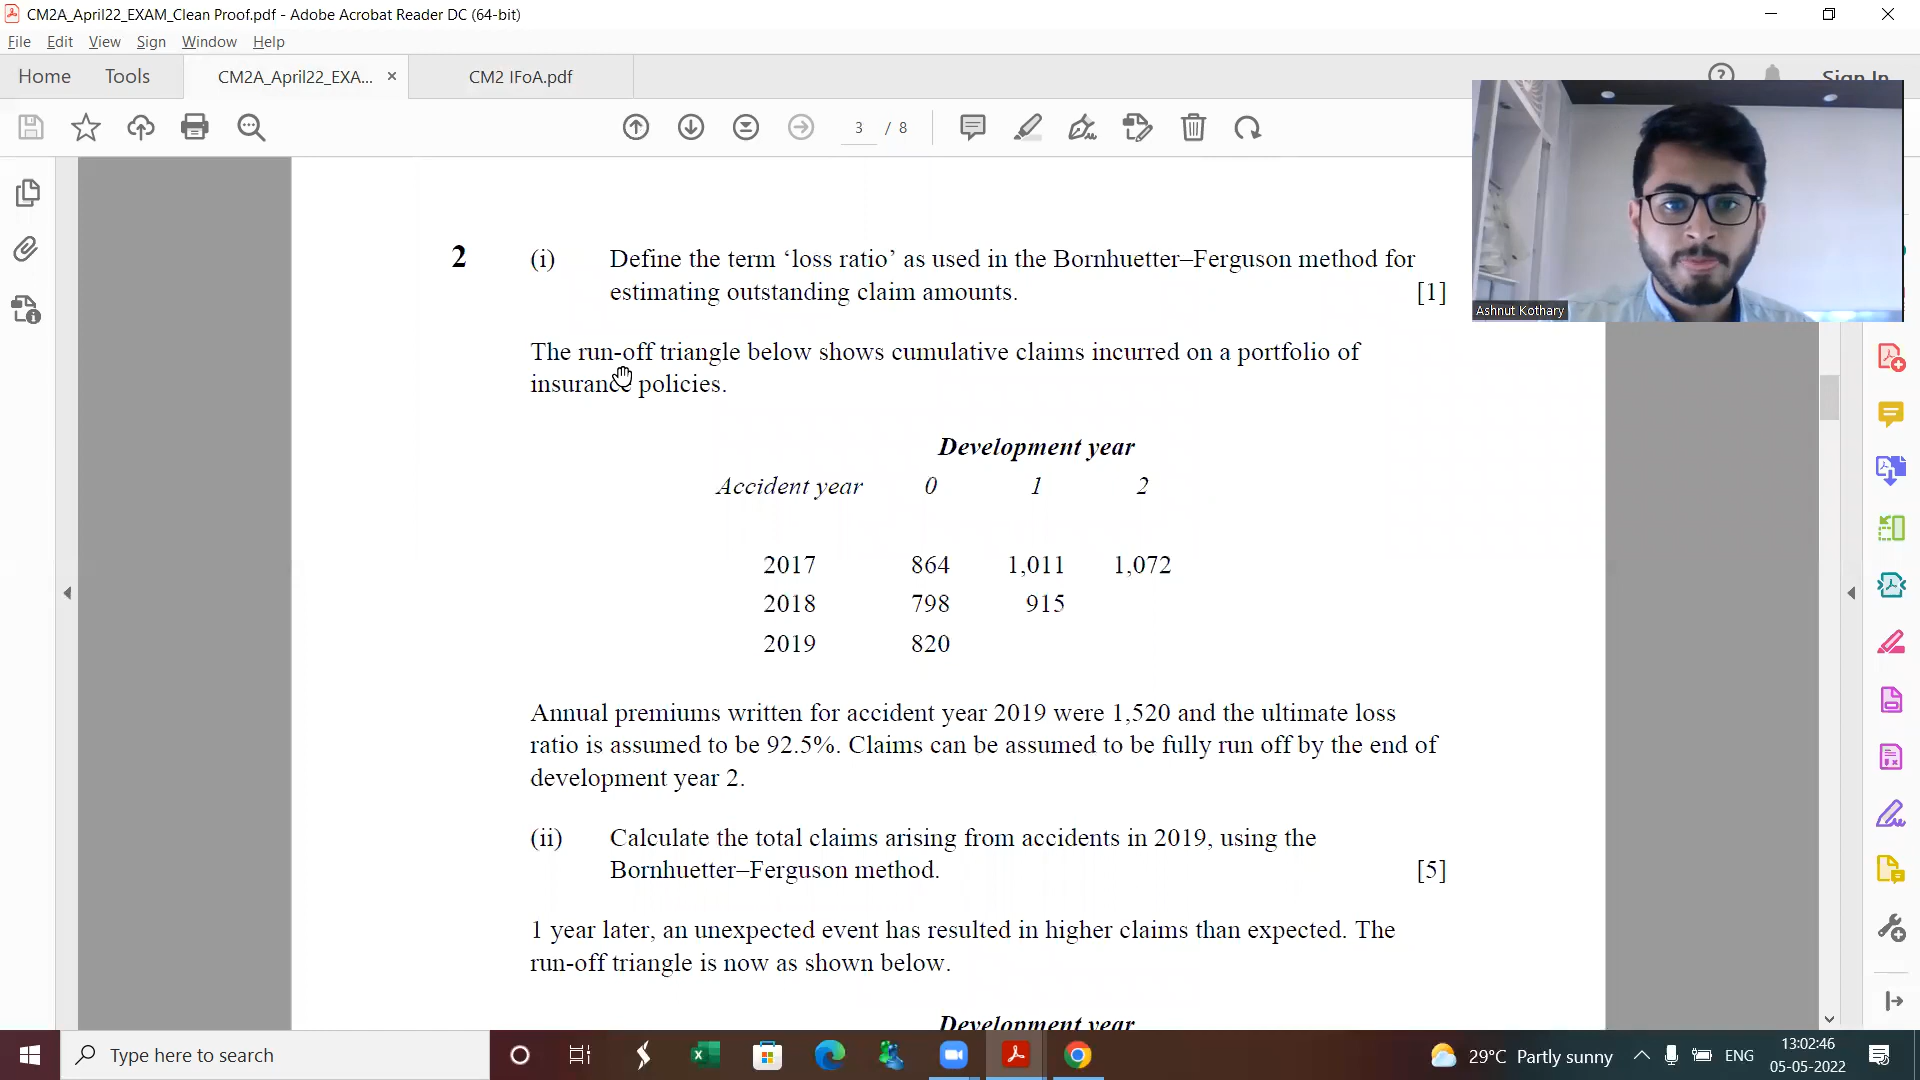 CM2A_April22_EXAM_Clean Proof.pdf - Adobe Acrobat Reader DC (64-bit)
File Edit View Sign Window Help
Home Tools CM2A_April22_EXA... × CM2 IFoA.pdf Sign In
3 / 8
Ashnut Kothary
2 (i) Define the term ‘loss ratio’ as used in the Bornhuetter–Ferguson method for
estimating outstanding claim amounts. [1]
The run-off triangle below shows cumulative claims incurred on a portfolio of
insurance policies.
Development year
Accident year 0 1 2
2017 864 1,011 1,072
2018 798 915
2019 820
Annual premiums written for accident year 2019 were 1,520 and the ultimate loss
ratio is assumed to be 92.5%. Claims can be assumed to be fully run off by the end of
development year 2.
(ii) Calculate the total claims arising from accidents in 2019, using the
Bornhuetter–Ferguson method. [5]
1 year later, an unexpected event has resulted in higher claims than expected. The
run-off triangle is now as shown below.
Development year
Type here to search 29°C Partly sunny ENG 13:02:46
05-05-2022